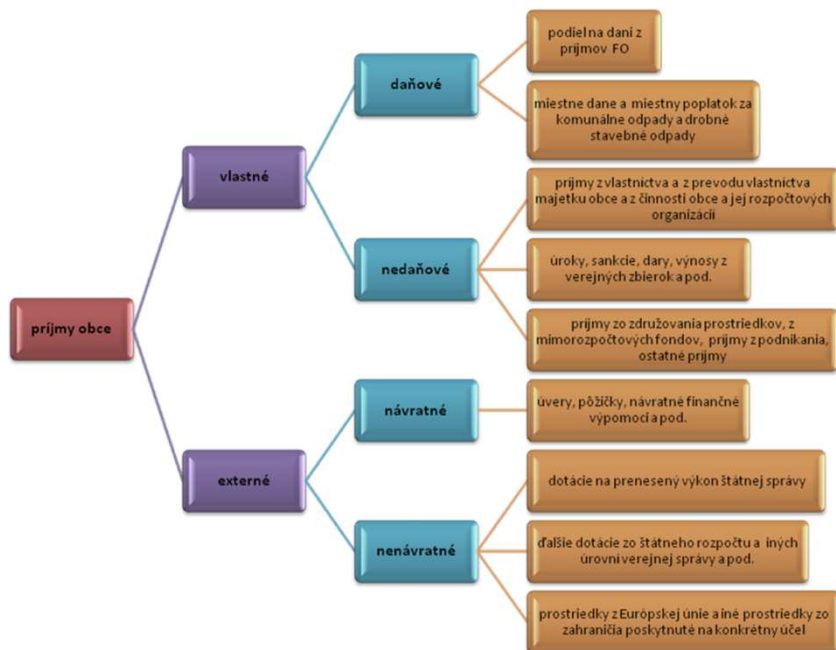 podiel na dani z
príjmov FO
daňové
miestne dane a miestny poplatok za
komunálne odpady a drobné
stavebné odpady
vlastné
príjmy z vlastníctva a z prevodu vlastníctva
majetku obce a z činnosti obce a jej rozpočtových
organizácií
nedaňové
úroky, sankcie, dary, výnosy z
verejných zbierok a pod.
príjmy zo združovania prostriedkov, z
mimorozpočtových fondov, príjmy z podnikania,
ostatné príjmy
príjmy obce
návratné
úvery, pôžičky, návratné finančné
výpomoci a pod.
externé
dotácie na prenesený výkon štátnej správy
nenávratné
ďalšie dotácie zo štátneho rozpočtu a iných
úrovní verejnej správy a pod.
prostriedky z Európskej únie a iné prostriedky zo
zahraničia poskytnuté na konkrétny účel